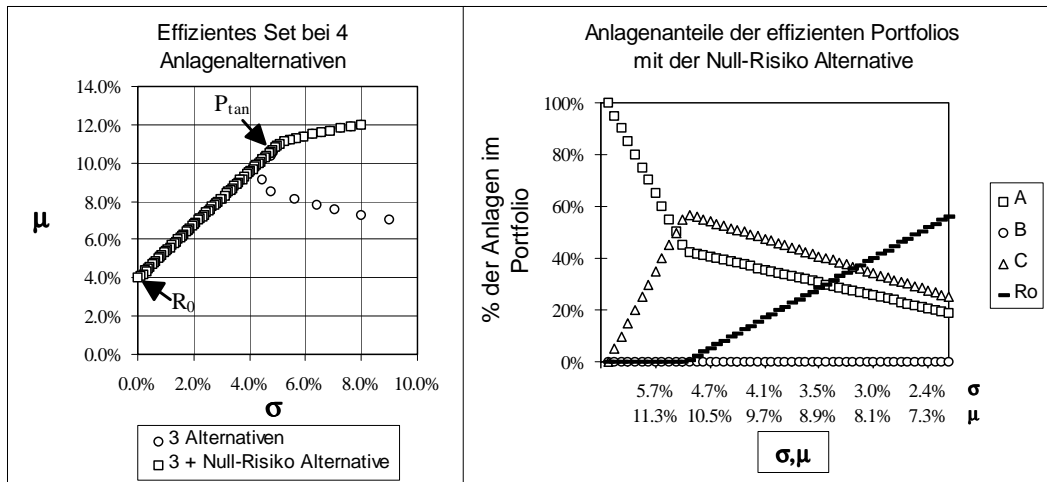 Effizientes Set bei 4
Anlagenalternativen
14.0%
12.0%
10.0%
8.0%
6.0%
4.0%
2.0%
0.0%
μ
P tan
R0
0.0% 2.0% 4.0% 6.0% 8.0% 10.0%
σ
3 Alternativen
3 + Null-Risiko Alternative
Anlagenanteile der effizienten Portfolios
mit der Null-Risiko Alternative
% der Anlagen im
Portfolio
100%
80%
60%
40%
20%
0%
5.7% 4.7% 4.1% 3.5% 3.0% 2.4% σ
11.3% 10.5% 9.7% 8.9% 8.1% 7.3% μ
σ,μ
A
B
C
Ro